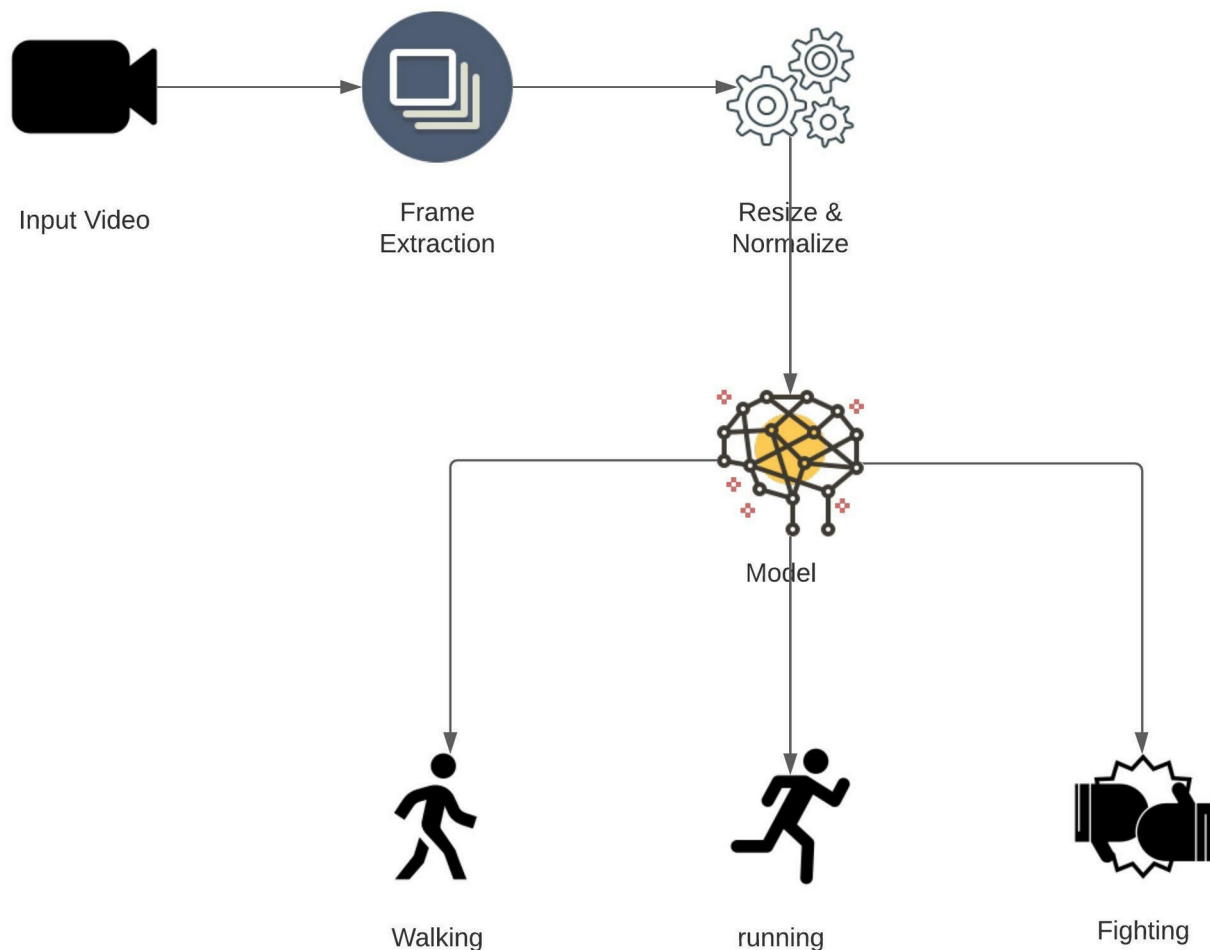 Input Video
Frame
Extraction
Resize &
Normalize
Model
Walking
running
Fighting